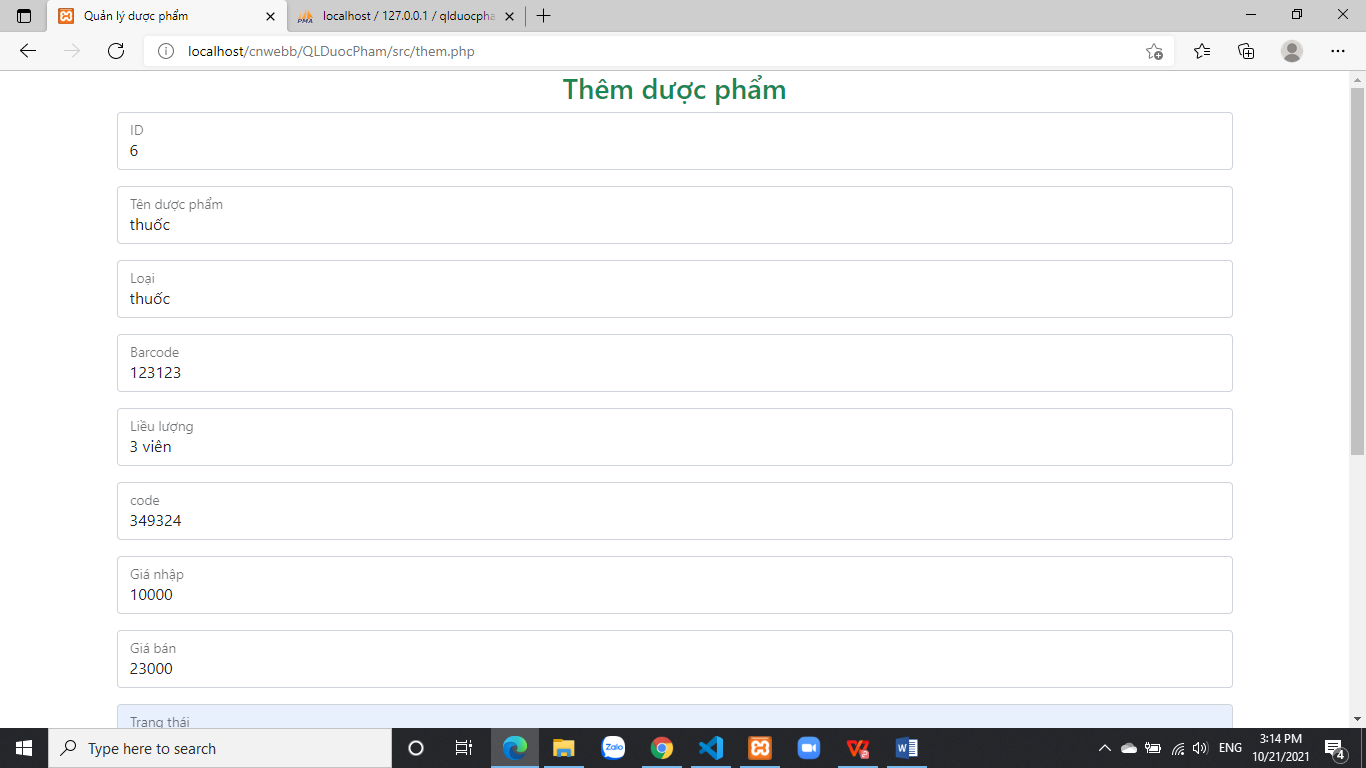 Quản lý dược phẩm
localhost / 127.0.0.1 / qlduocpha
localhost/cnwebb/QLDuocPham/src/them.php
Thêm dược phẩm
ID
6
Tên dược phẩm
thuốc
Loại
thuốc
Barcode
123123
Liều lượng
3 viên
code
349324
Giá nhập
10000
Giá bán
23000
Trạng thái
Type here to search
Zalo
ENG
3:14 PM
10/21/2021
4